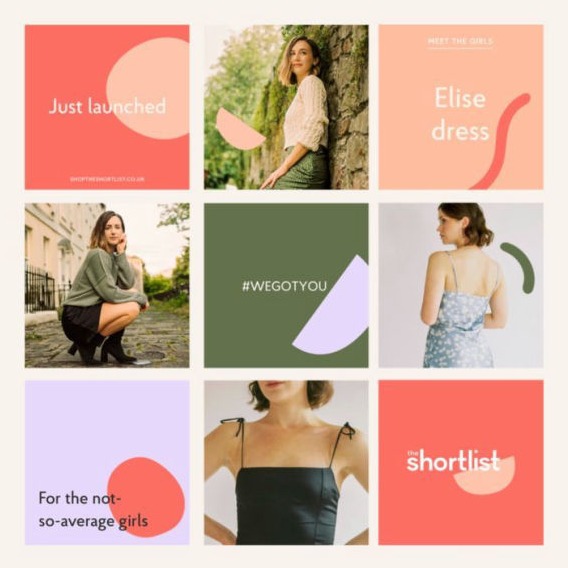 Just launched
SHOPTHESHORTLIST.CO.UK
MEET THE GIRLS
Elise
dress
#WEGOTYOU
For the not-
so-average girls
the
shortlist